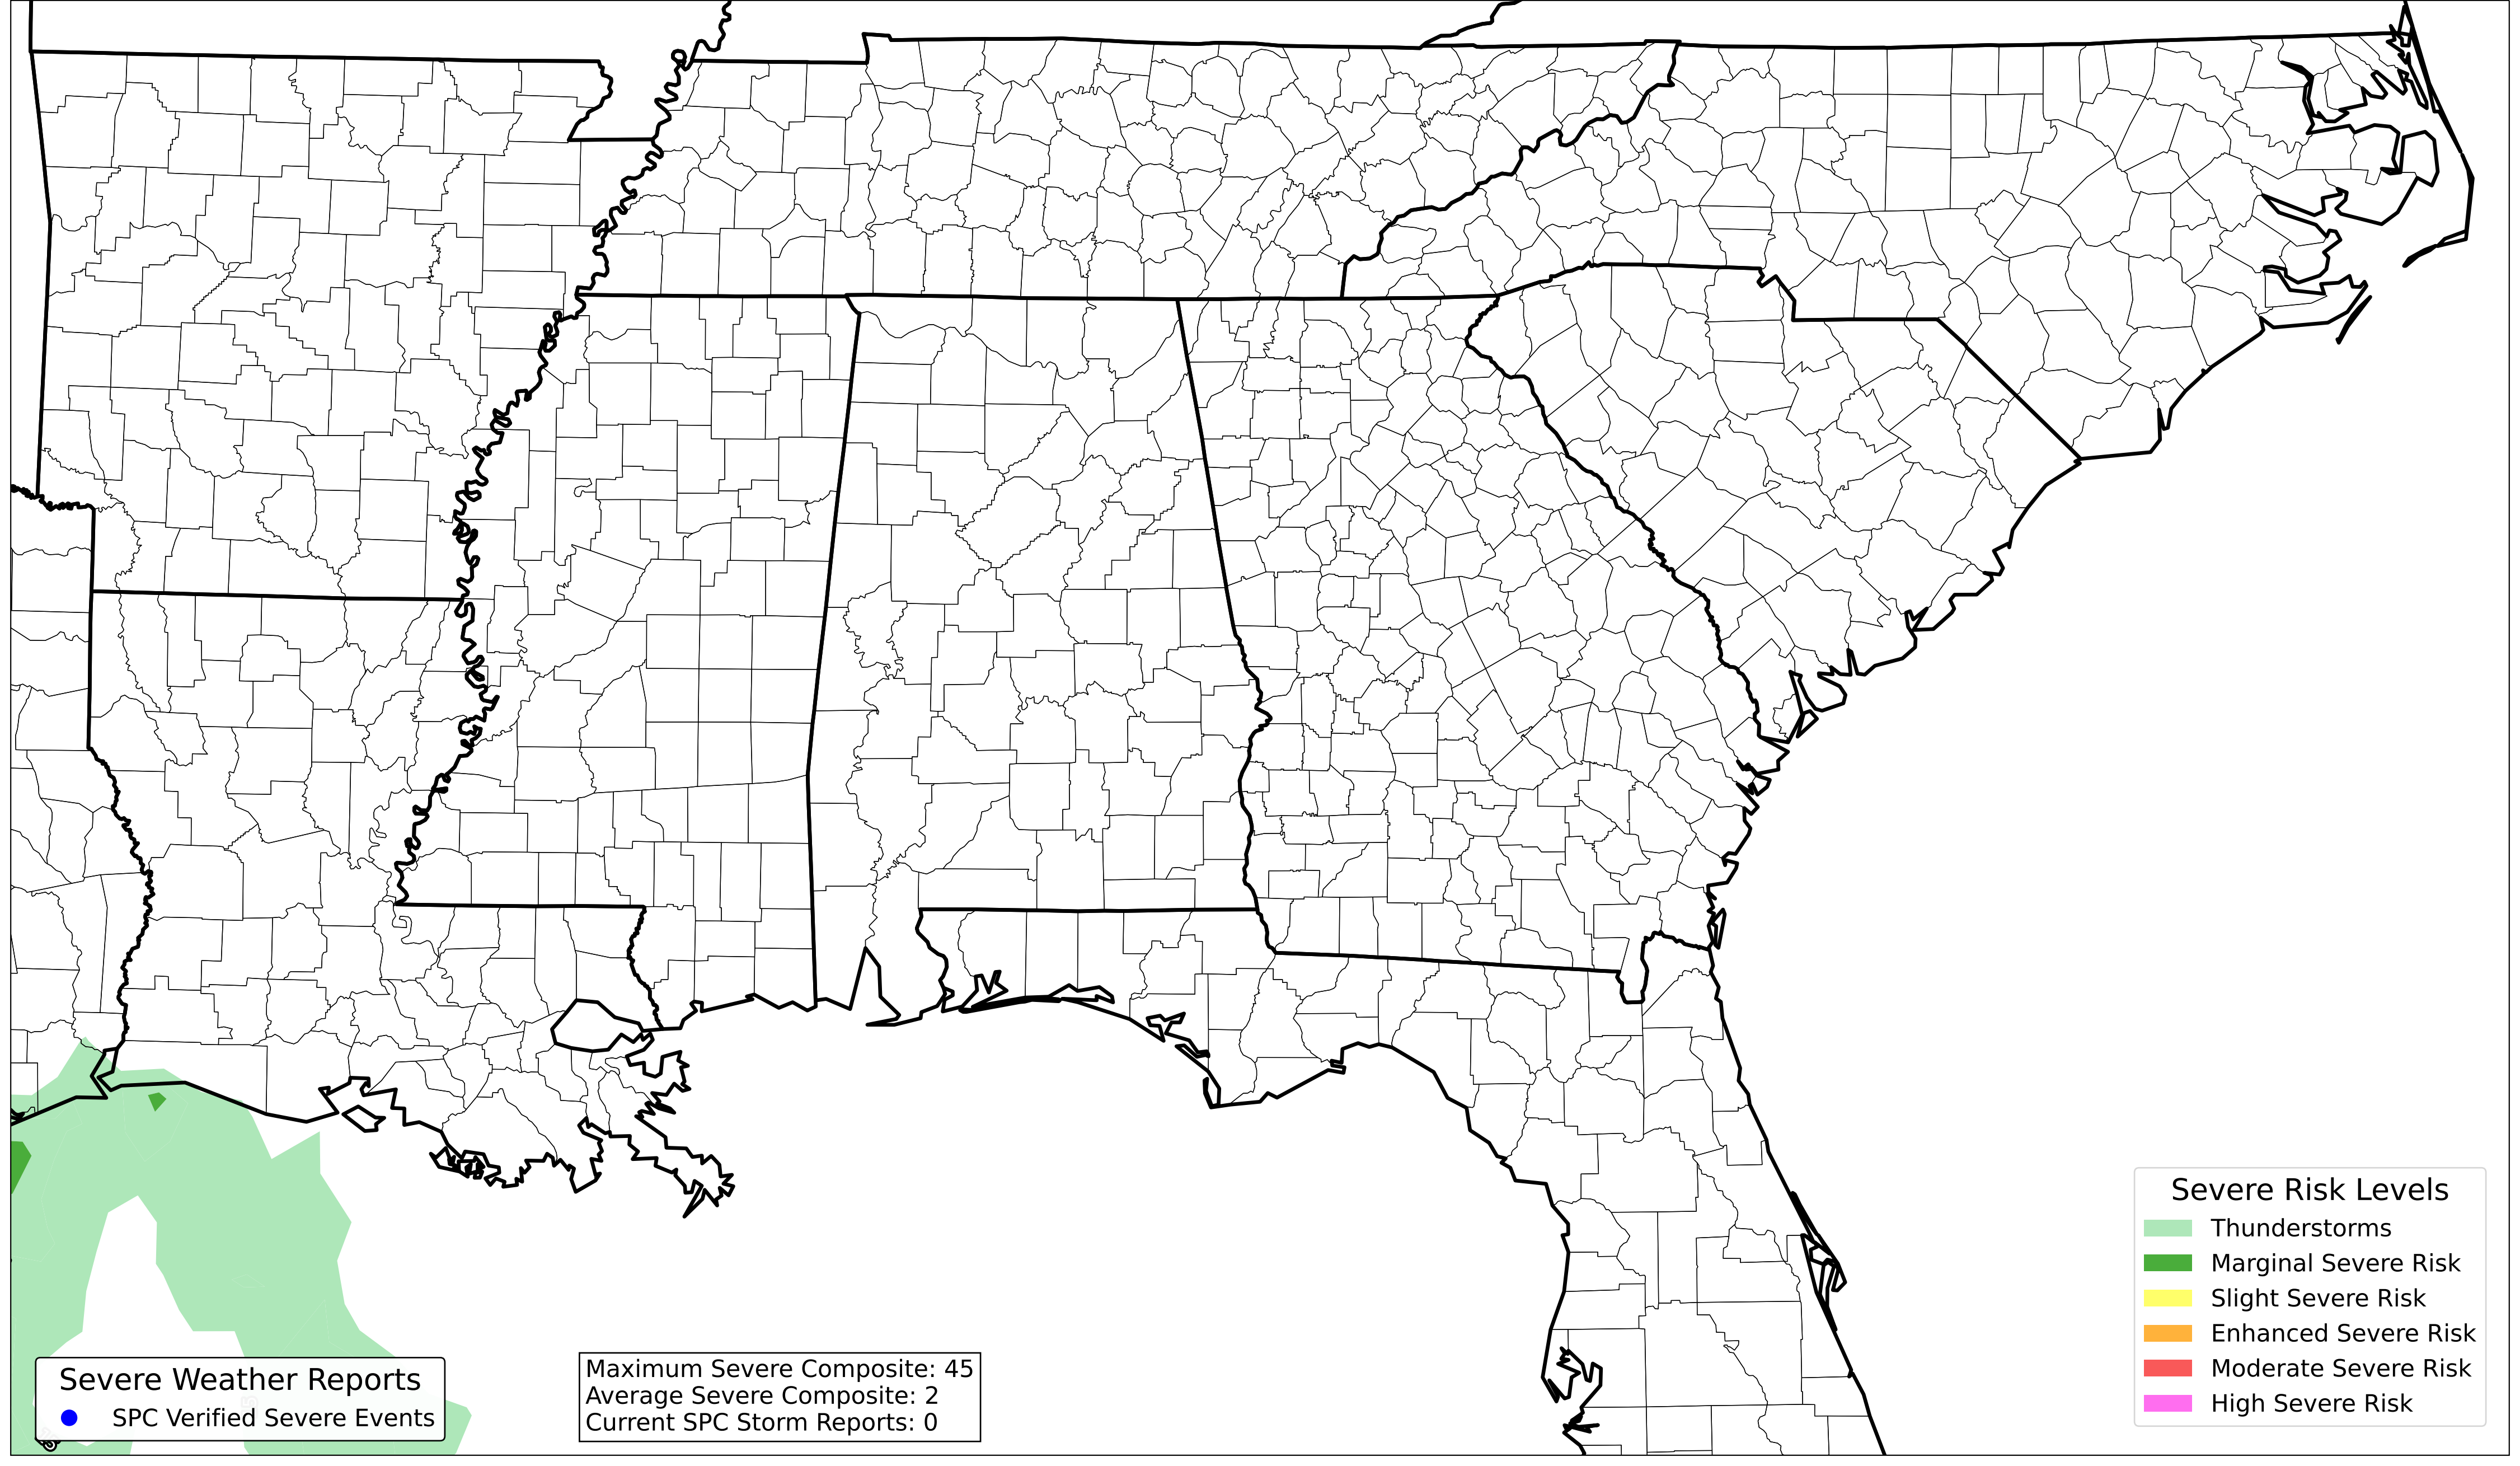 Severe Risk Levels
Thunderstorms
Marginal Severe Risk
Slight Severe Risk
Enhanced Severe Risk
Moderate Severe Risk
High Severe Risk
Severe Weather Reports
SPC Verified Severe Events
Maximum Severe Composite: 45
Average Severe Composite: 2
Current SPC Storm Reports: 0